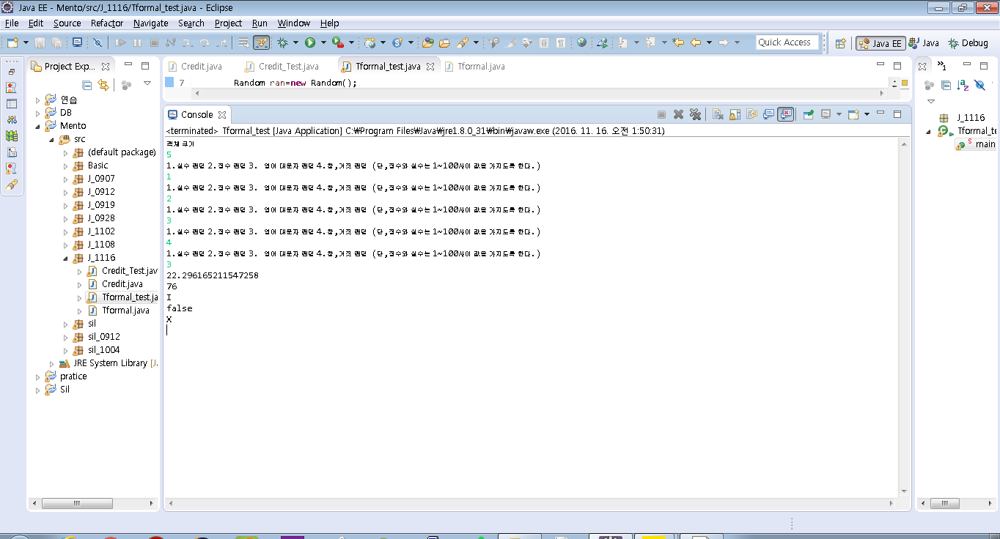 Java EE - Mento/src/J_1116/Tformal_test.java - Eclipse
File Edit Source Refactor Navigate Search Project Run Window Help
Quick Access Java EE Java Debug
Project Exp...
Credit.java Credit_Test.java Tformal_test.java Tformal.java
1
7 Random ran=new Random();
Console
<terminated> Tformal_test [Java Application] C:₩Program Files₩Java₩jre1.8.0_31₩bin₩javaw.exe (2016. 11. 16. 오전 1:50:31)
객체 크기
5
1.실수 랜덤 2.정수 랜덤 3. 영어 대문자 랜덤 4.참,거짓 랜덤 (단,정수와 실수는 1~100사이 값을 가지도록 한다.)
1
1.실수 랜덤 2.정수 랜덤 3. 영어 대문자 랜덤 4.참,거짓 랜덤 (단,정수와 실수는 1~100사이 값을 가지도록 한다.)
2
1.실수 랜덤 2.정수 랜덤 3. 영어 대문자 랜덤 4.참,거짓 랜덤 (단,정수와 실수는 1~100사이 값을 가지도록 한다.)
3
1.실수 랜덤 2.정수 랜덤 3. 영어 대문자 랜덤 4.참,거짓 랜덤 (단,정수와 실수는 1~100사이 값을 가지도록 한다.)
4
1.실수 랜덤 2.정수 랜덤 3. 영어 대문자 랜덤 4.참,거짓 랜덤 (단,정수와 실수는 1~100사이 값을 가지도록 한다.)
3
22.296165211547258
76
I
false
X
연습
DB
Mento
src
(default package)
Basic
J_0907
J_0912
J_0919
J_0928
J_1102
J_1108
J_1116
Credit_Test.jav
Credit.java
Tformal_test.ja
Tformal.java
sil
sil_0912
sil_1004
JRE System Library [J
pratice
Sil
J_1116
Tformal_te
S main